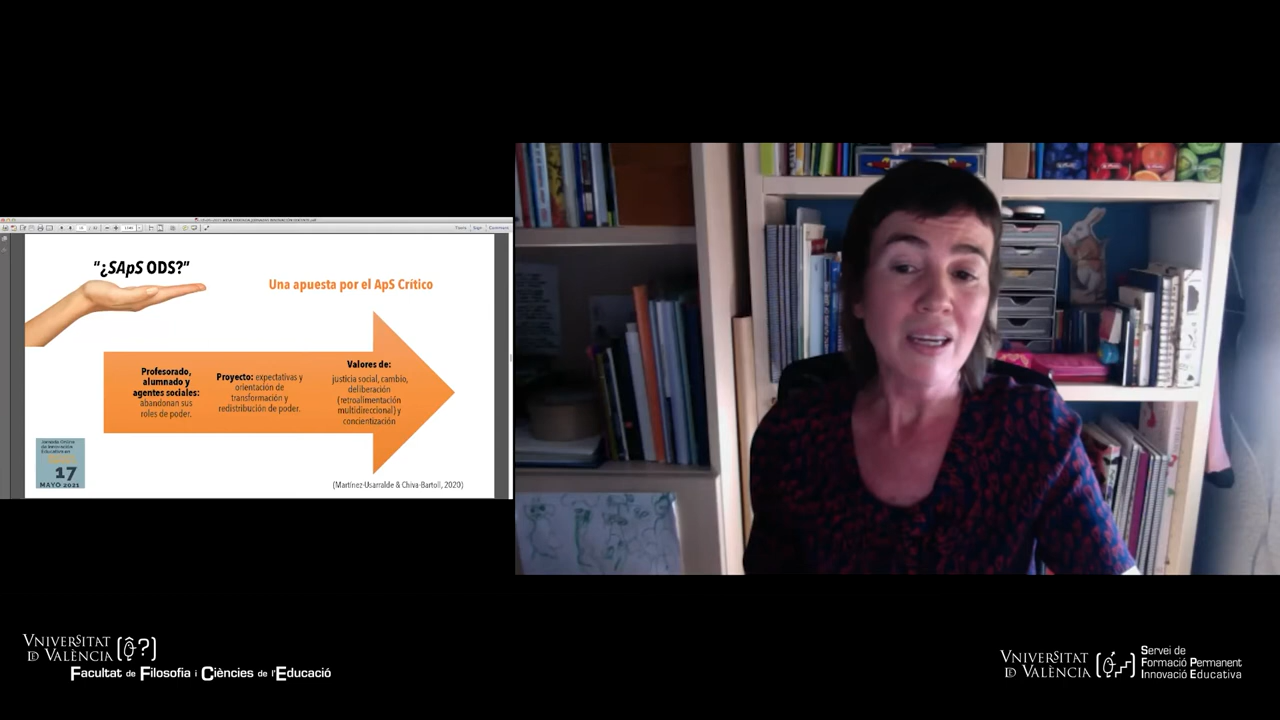 "¿SApS ODS?"
Una apuesta por el ApS Crítico
Profesorado,
alumnado y
agentes sociales:
abandonan sus
roles de poder.
Proyecto: expectativas y
orientación de
transformación y
redistribución de poder.
Valores de:
justicia social, cambio,
deliberación
(retroalimentación
multidireccional) y
concientización
17
MAYO 2021
(Martínez-Usarralde & Chiva-Bartoll, 2020)
VNIVERSITAT
DE VALÈNCIA
Facultat de Filosofia i Ciències de l'Educació
VNIVERSITAT
DE VALÈNCIA
Servei de
Formació Permanent
Innovació Educativa